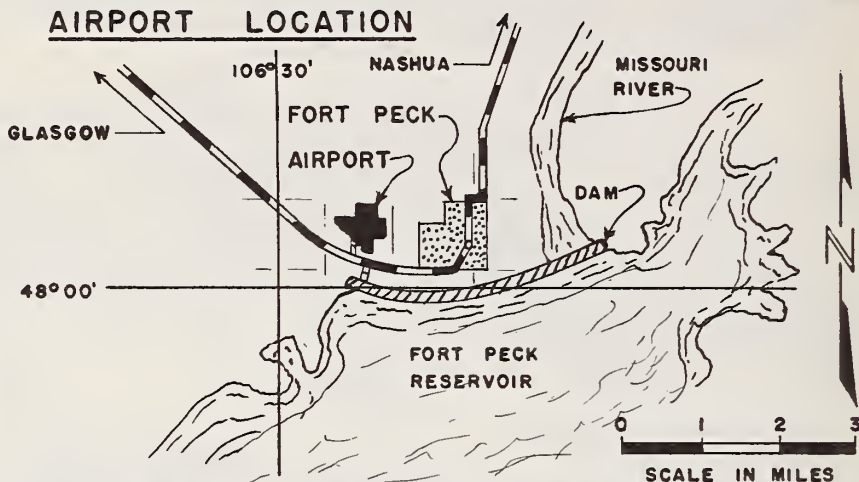 AIRPORT LOCATION
106°30'
NASHUA
MISSOURI
RIVER
GLASGOW
FORT PECK
AIRPORT
DAM
N
48°00'
FORT PECK
RESERVOIR
0 1 2 3
SCALE IN MILES